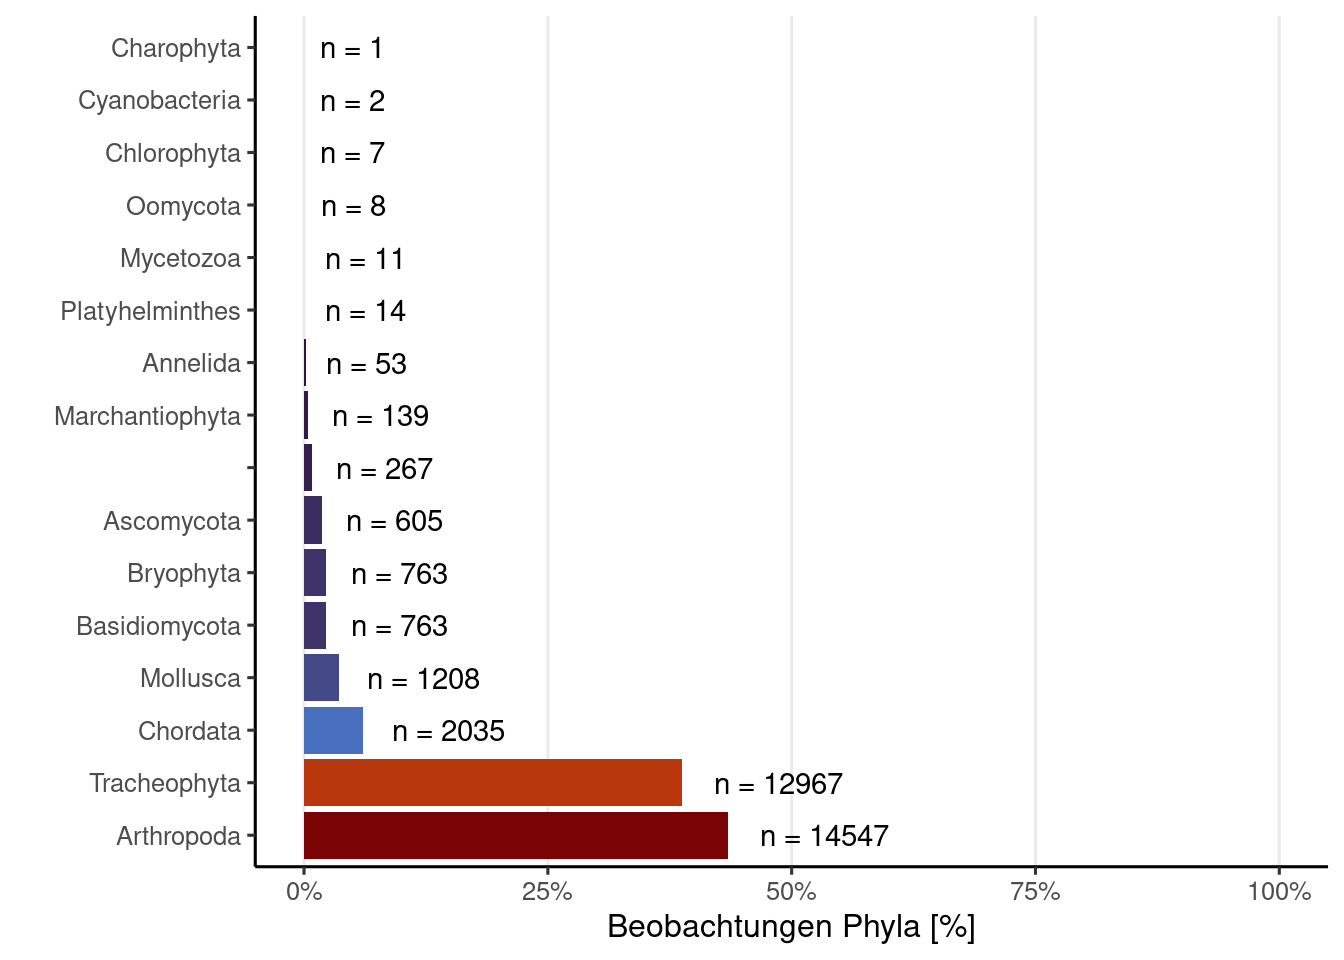 Charophyta n = 1
Cyanobacteria n = 2
Chlorophyta n = 7
Oomycota n = 8
Mycetozoa n = 11
Platyhelminthes n = 14
Annelida n = 53
Marchantiophyta n = 139
n = 267
Ascomycota n = 605
Bryophyta n = 763
Basidiomycota n = 763
Mollusca n = 1208
Chordata n = 2035
Tracheophyta n = 12967
Arthropoda n = 14547
0% 25% 50% 75% 100%
Beobachtungen Phyla [%]